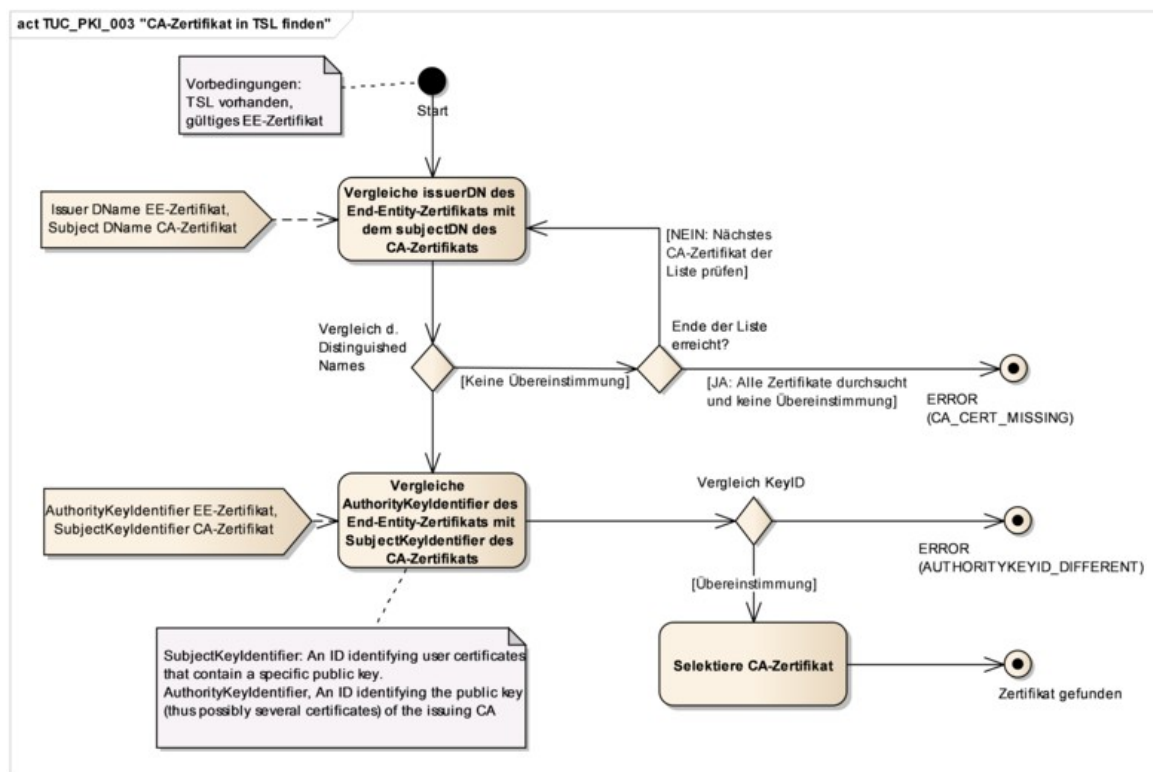 act TUC_PKI_003 "CA-Zertifikat in TSL finden"
Vorbedingungen:
TSL vorhanden,
gültiges EE-Zertifikat
Start
Issuer DName EE-Zertifikat,
Subject DName CA-Zertifikat
Vergleiche issuerDN des
End-Entity-Zertifikats mit
dem subjectDN des
CA-Zertifikats
[NEIN: Nächstes
CA-Zertifikat der
Liste prüfen]
Vergleich d.
Distinguished
Names
[Keine Übereinstimmung]
Ende der Liste
erreicht?
[JA: Alle Zertifikate durchsucht
und keine Übereinstimmung]
ERROR
(CA_CERT_MISSING)
AuthorityKeyIdentifier EE-Zertifikat,
SubjectKeyIdentifier CA-Zertifikat
Vergleiche
AuthorityKeyIdentifier des
End-Entity-Zertifikats mit
SubjectKeyIdentifier des
CA-Zertifikats
Vergleich KeyID
ERROR
(AUTHORITYKEYID_DIFFERENT)
[Übereinstimmung]
Selektiere CA-Zertifikat
Zertifikat gefunden
SubjectKeyIdentifier: An ID identifying user certificates
that contain a specific public key.
AuthorityKeyIdentifier, An ID identifying the public key
(thus possibly several certificates) of the issuing CA